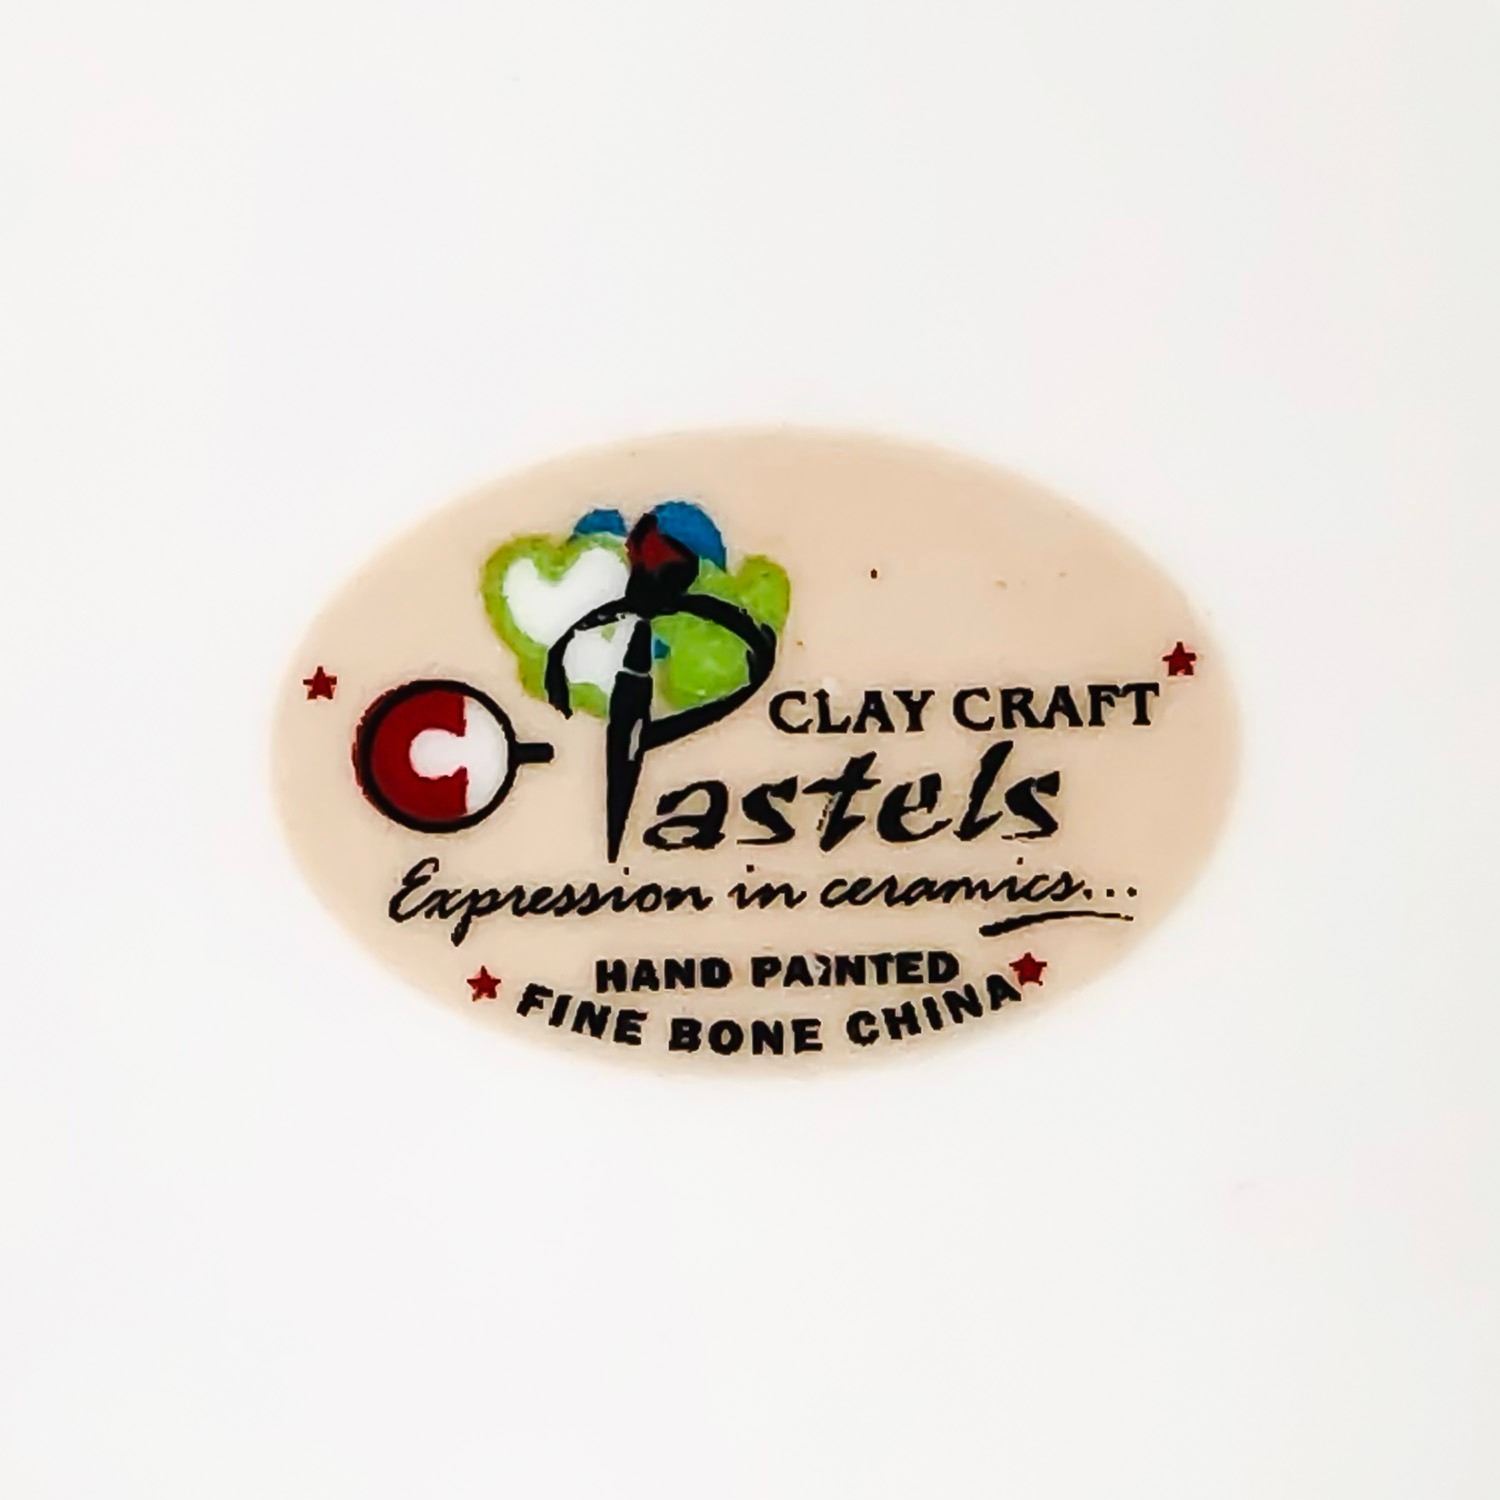 C
CLAY CRAFT
Pastels
Expression in ceramics...
HAND PAINTED
FINE BONE CHINA